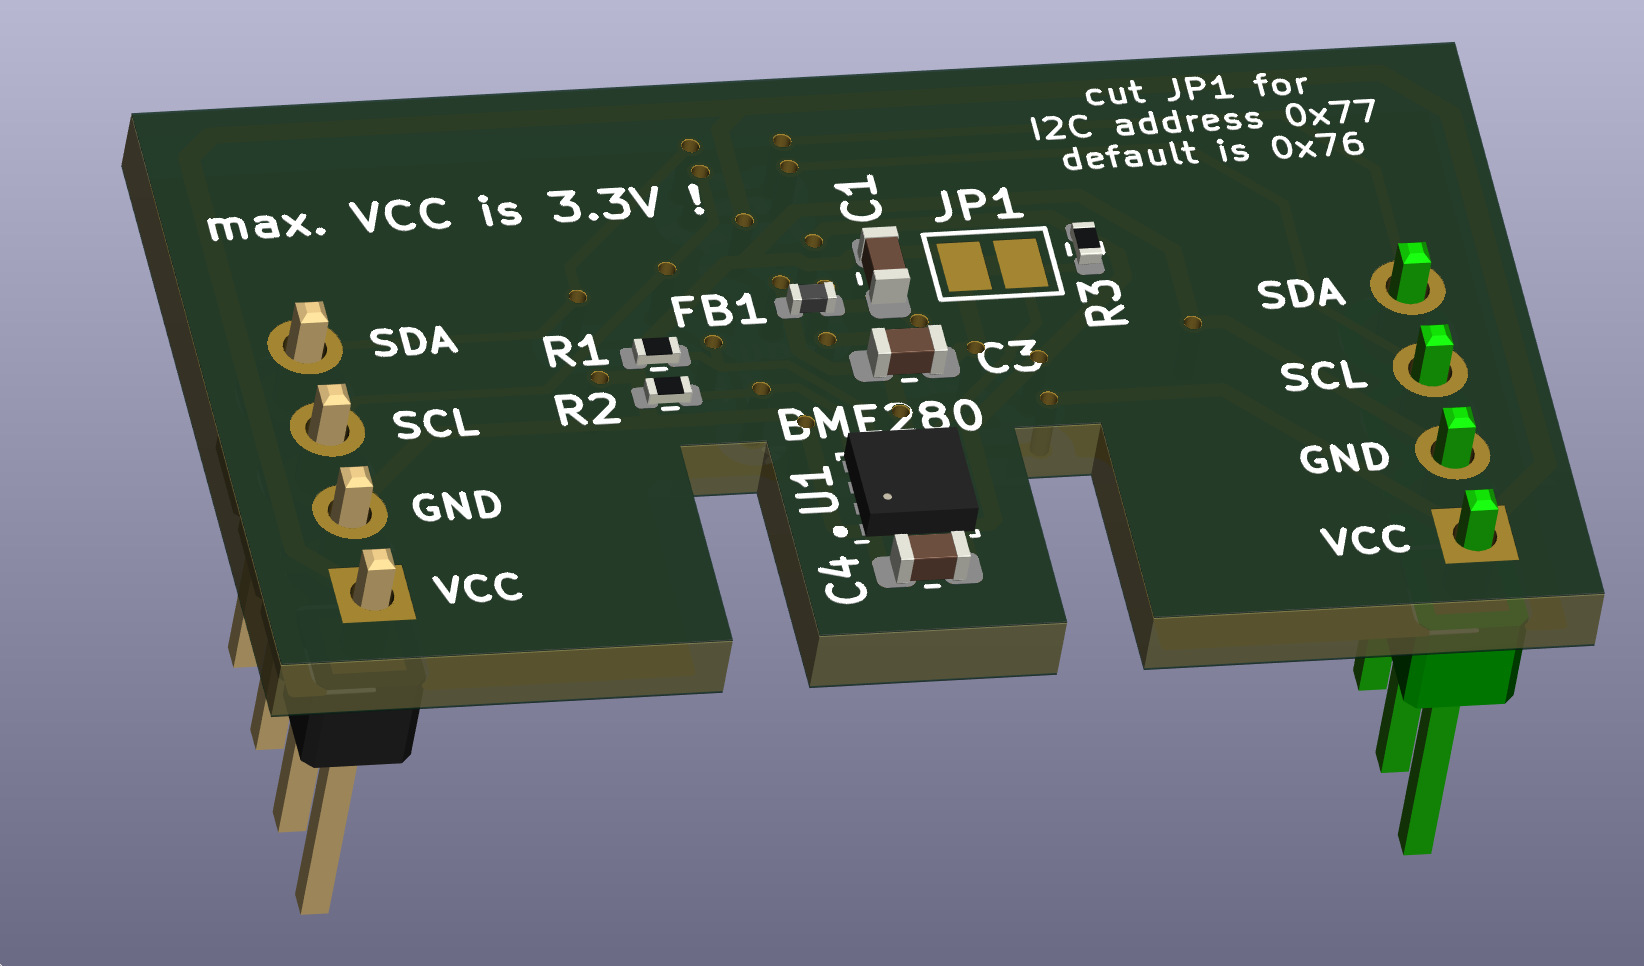 cut JP1 for
I2C address 0x77
default is 0x76
max. VCC is 3.3V !
C1
JP1
R3
FB1
SDA
SDA
R1
C3
SCL
R2
SCL
BME280
GND
U1
GND
VCC
C4
VCC